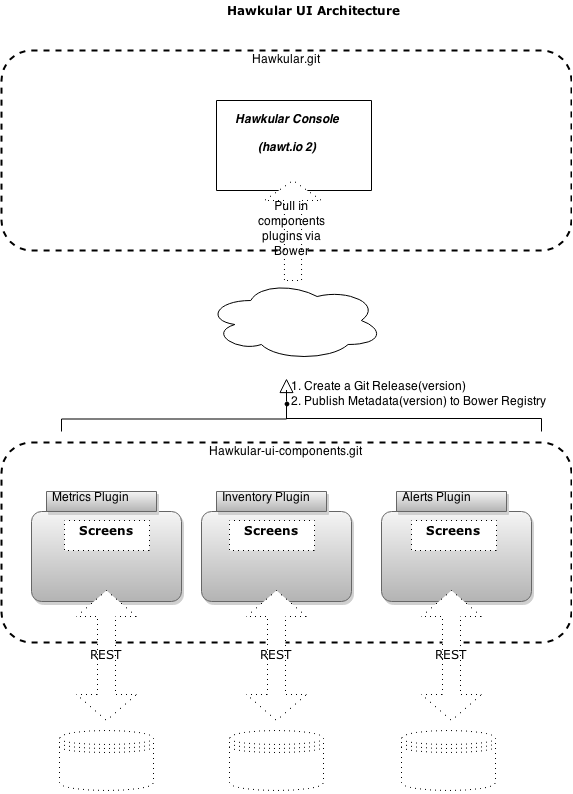 Hawkular UI Architecture
Hawkular.git
Hawkular Console
(hawt.io 2)
Pull in
components
plugins via
Bower
1. Create a Git Release(version)
2. Publish Metadata(version) to Bower Registry
Hawkular-ui-components.git
Metrics Plugin
Inventory Plugin
Alerts Plugin
Screens
Screens
Screens
REST
REST
REST